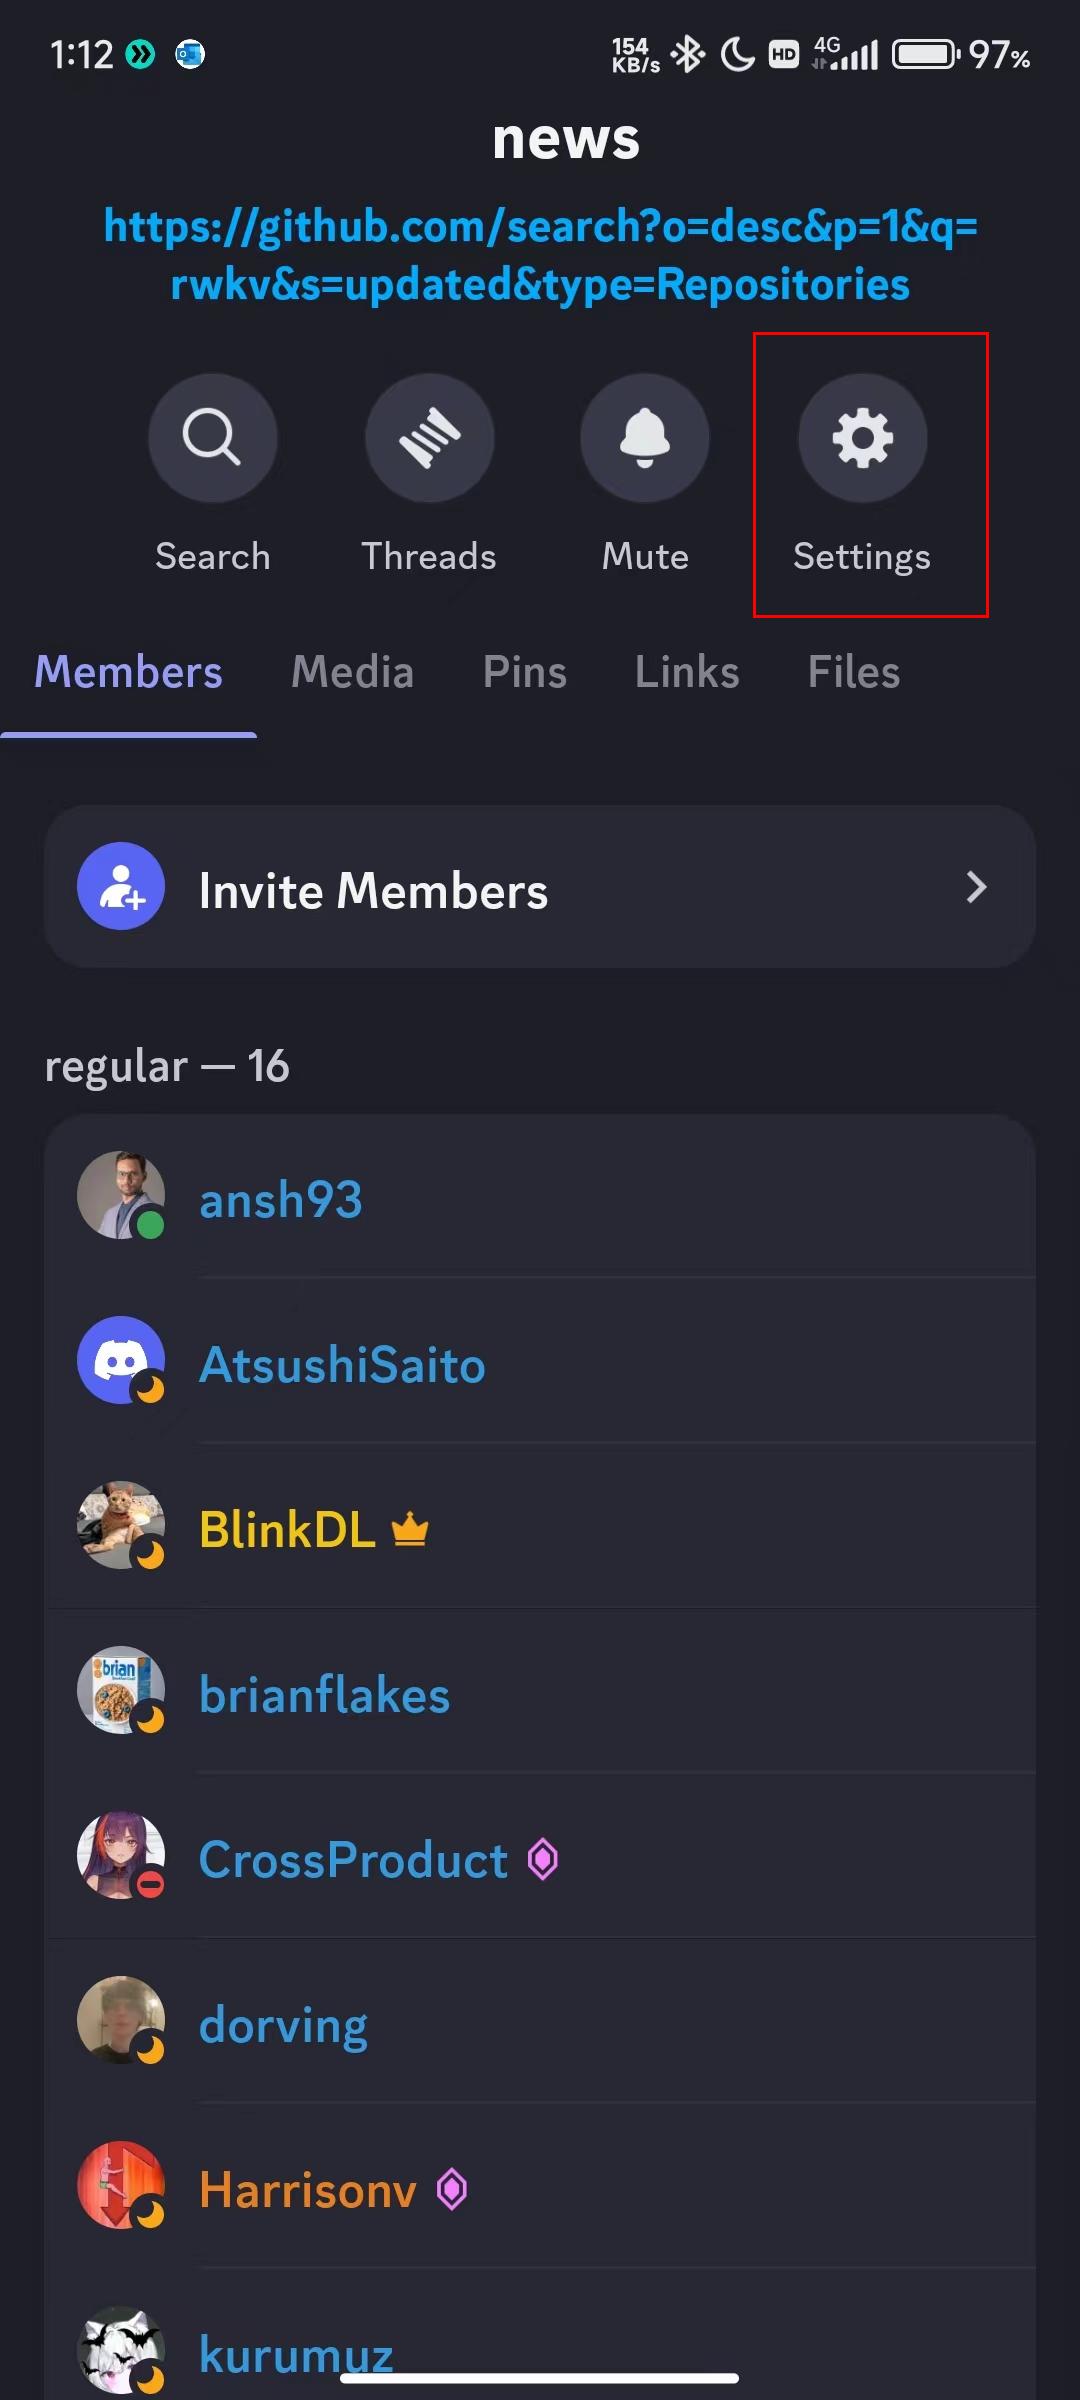 1:12 154 KB/s HD 4G 97%
news
https://github.com/search?o=desc&p=1&q=
rwkv&s=updated&type=Repositories
Search Threads Mute Settings
Members Media Pins Links Files
Invite Members
regular — 16
ansh93
AtsushiSaito
BlinkDL
brian
brianflakes
CrossProduct
dorving
Harrisonv
kurumuz